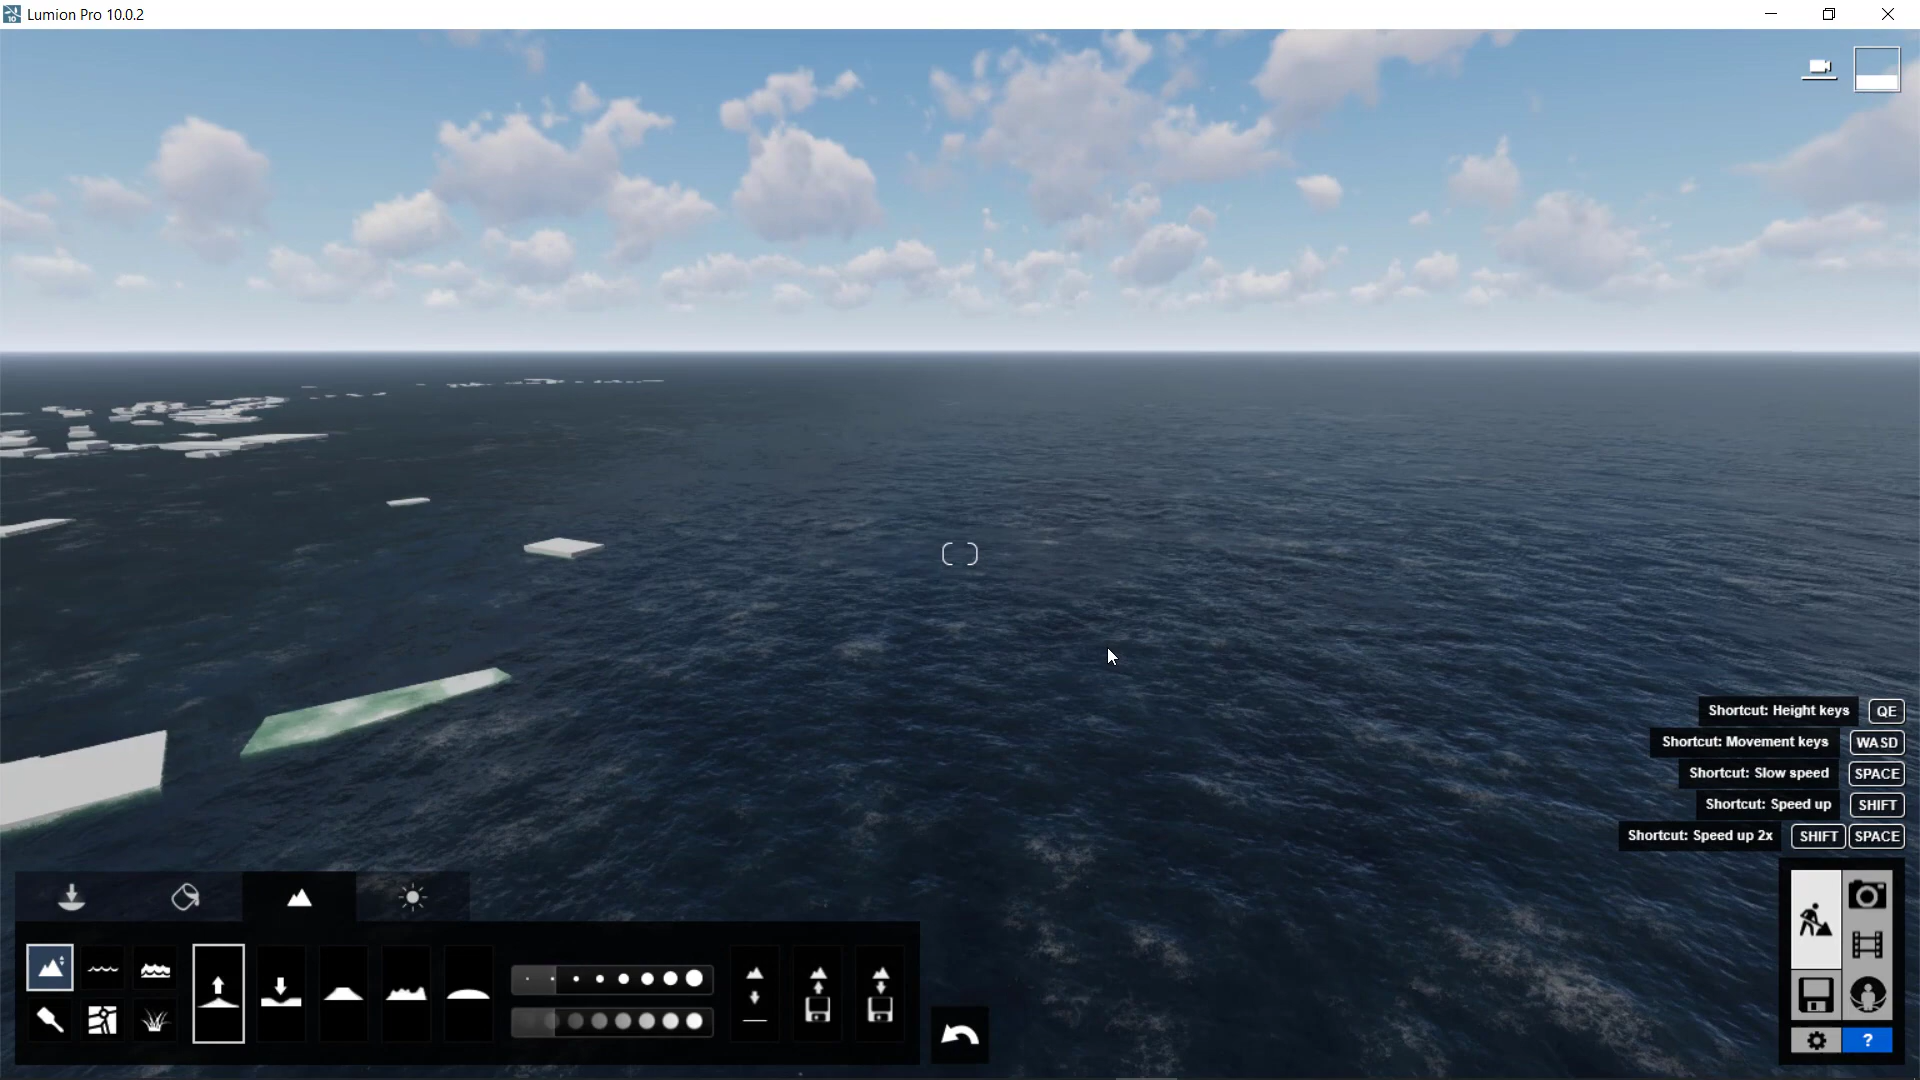 Lumion Pro 10.0.2
Shortcut: Height keys QE
Shortcut: Movement keys WASD
Shortcut: Slow speed SPACE
Shortcut: Speed up SHIFT
Shortcut: Speed up 2x SHIFT SPACE
?